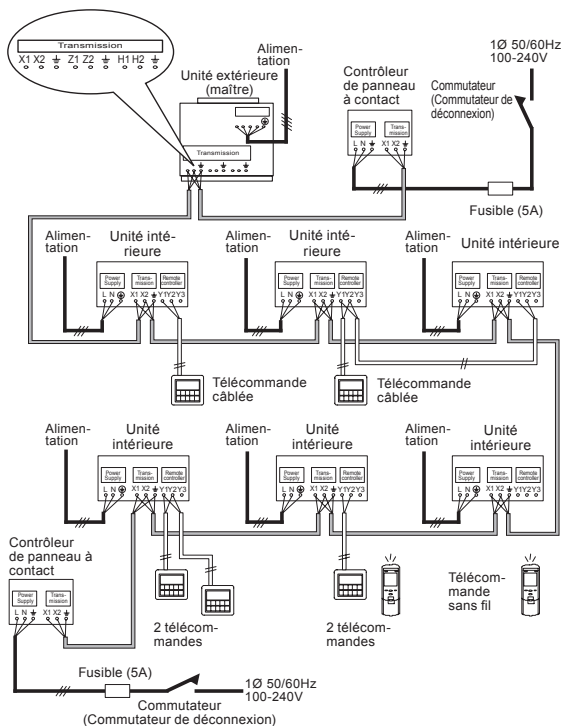 Transmission
X1 X2 ⏚ Z1 Z2 ⏚ H1 H2 ⏚
Alimen-
tation
Unité extérieure
(maître)
Transmission
Contrôleur
de panneau
à contact
Power
Supply
Trans-
mission
L N ⏚ X1 X2 ⏚
1Ø 50/60Hz
100-240V
Commutateur
(Commutateur de
déconnexion)
Fusible (5A)
Alimen-
tation
Unité inté-
rieure
Power
Supply
Trans-
mission
Remote
controller
L N ⏚ X1 X2 ⏚ Y1Y2Y3
Télécommande
câblée
Alimen-
tation
Unité inté-
rieure
Power
Supply
Trans-
mission
Remote
controller
L N ⏚ X1 X2 ⏚ Y1Y2Y3
Télécommande
câblée
Alimen-
tation
Unité intérieure
Power
Supply
Trans-
mission
Remote
controller
L N ⏚ X1 X2 ⏚ Y1Y2Y3
Alimen-
tation
Unité
intérieure
Power
Supply
Trans-
mission
Remote
controller
L N ⏚ X1 X2 ⏚ Y1Y2Y3
2 télécom-
mandes
Alimen-
tation
Unité
intérieure
Power
Supply
Trans-
mission
Remote
controller
L N ⏚ X1 X2 ⏚ Y1Y2Y3
2 télécom-
mandes
Alimen-
tation
Unité
intérieure
Power
Supply
Trans-
mission
Remote
controller
L N ⏚ X1 X2 ⏚ Y1Y2Y3
Télécom-
mande
sans fil
Contrôleur
de panneau à
contact
Power
Supply
Trans-
mission
L N ⏚ X1 X2 ⏚
Fusible (5A)
1Ø 50/60Hz
100-240V
Commutateur
(Commutateur de déconnexion)